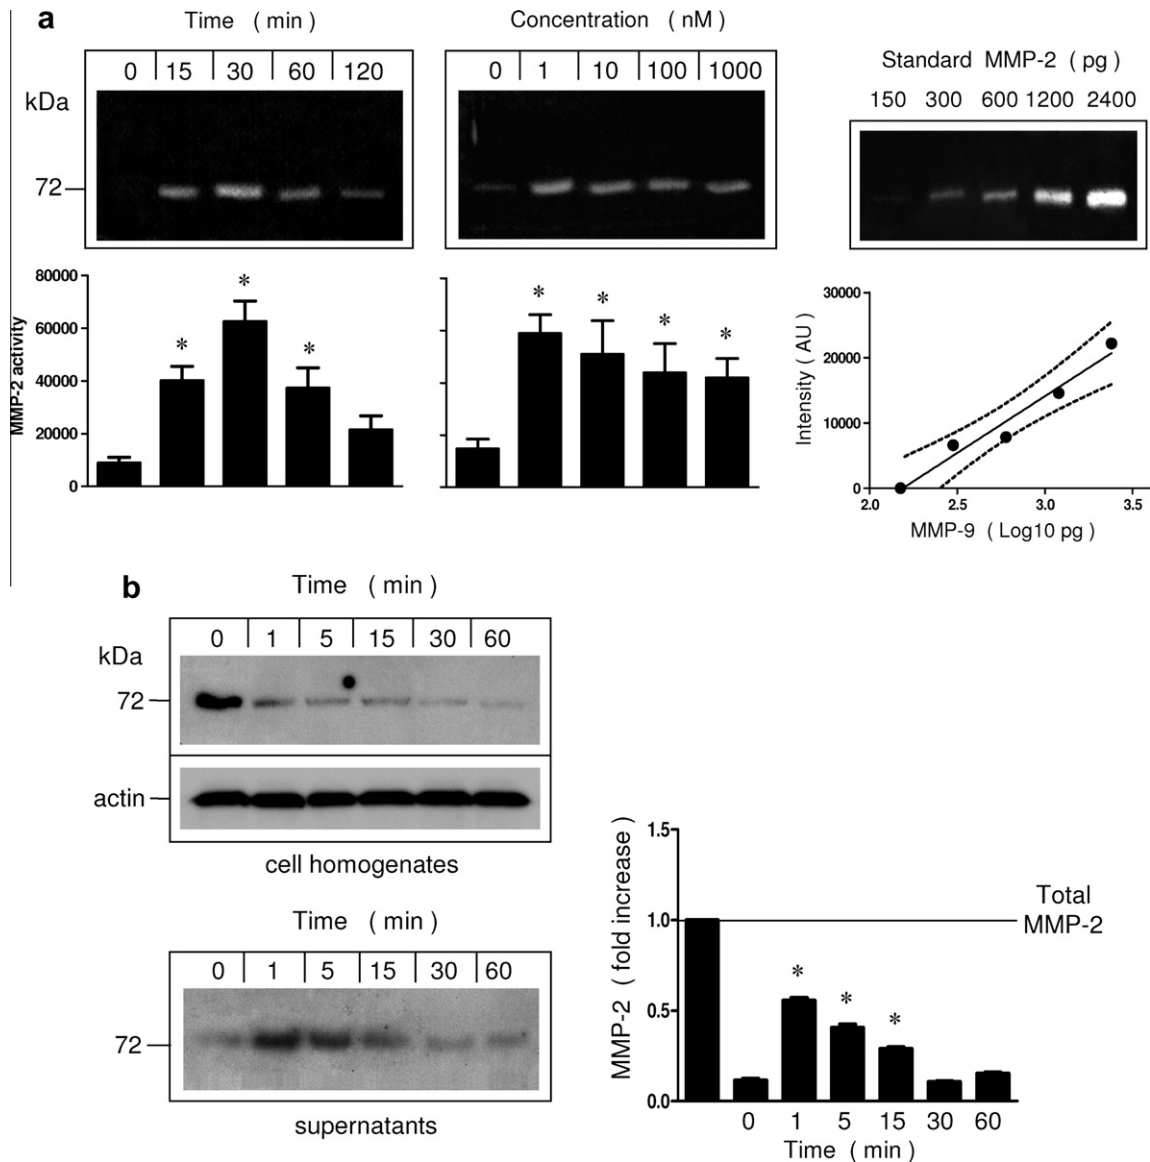 a
Time ( min )
0 15 30 60 120
kDa
72
80000
60000
40000
20000
0
MMP-2 activity
* * *
Concentration ( nM )
0 1 10 100 1000
* * * *
Standard MMP-2 ( pg )
150 300 600 1200 2400
30000
20000
10000
0
Intensity ( AU )
2.0 2.5 3.0 3.5
MMP-9 ( Log10 pg )
b
Time ( min )
0 1 5 15 30 60
kDa
72
actin
cell homogenates
Time ( min )
0 1 5 15 30 60
72
supernatants
1.5
1.0
0.5
0.0
MMP-2 ( fold increase )
Total
MMP-2
* * *
0 1 5 15 30 60
Time ( min )